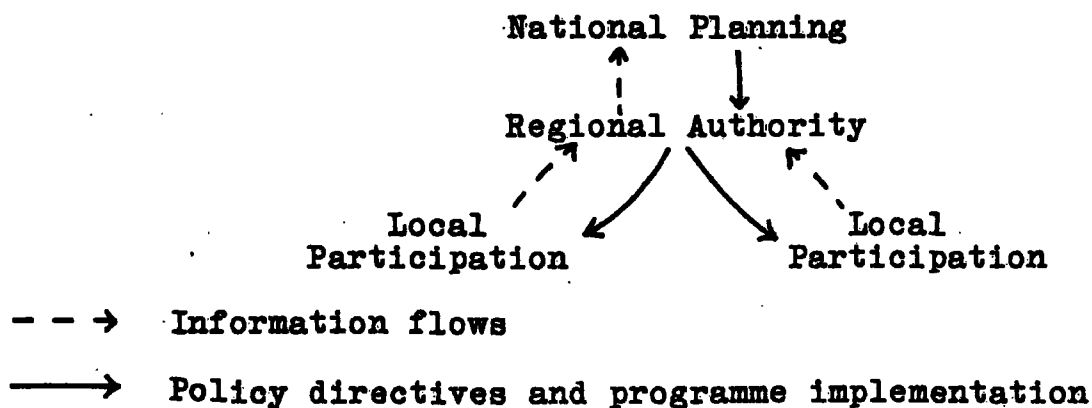 National Planning
Regional Authority
Local
Participation
Local
Participation
Information flows
Policy directives and programme implementation